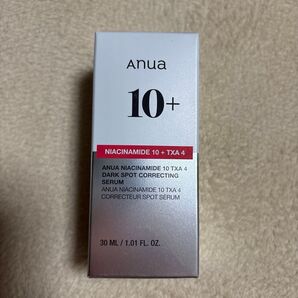 Anua
10+
NIACINAMIDE 10 + TXA 4
ANUA NIACINAMIDE 10 TXA 4
DARK SPOT CORRECTING
SERUM
ANUA NIACINAMIDE 10 TXA 4
CORRECTEUR SPOT SÉRUM
30 ML / 1.01 FL. OZ.